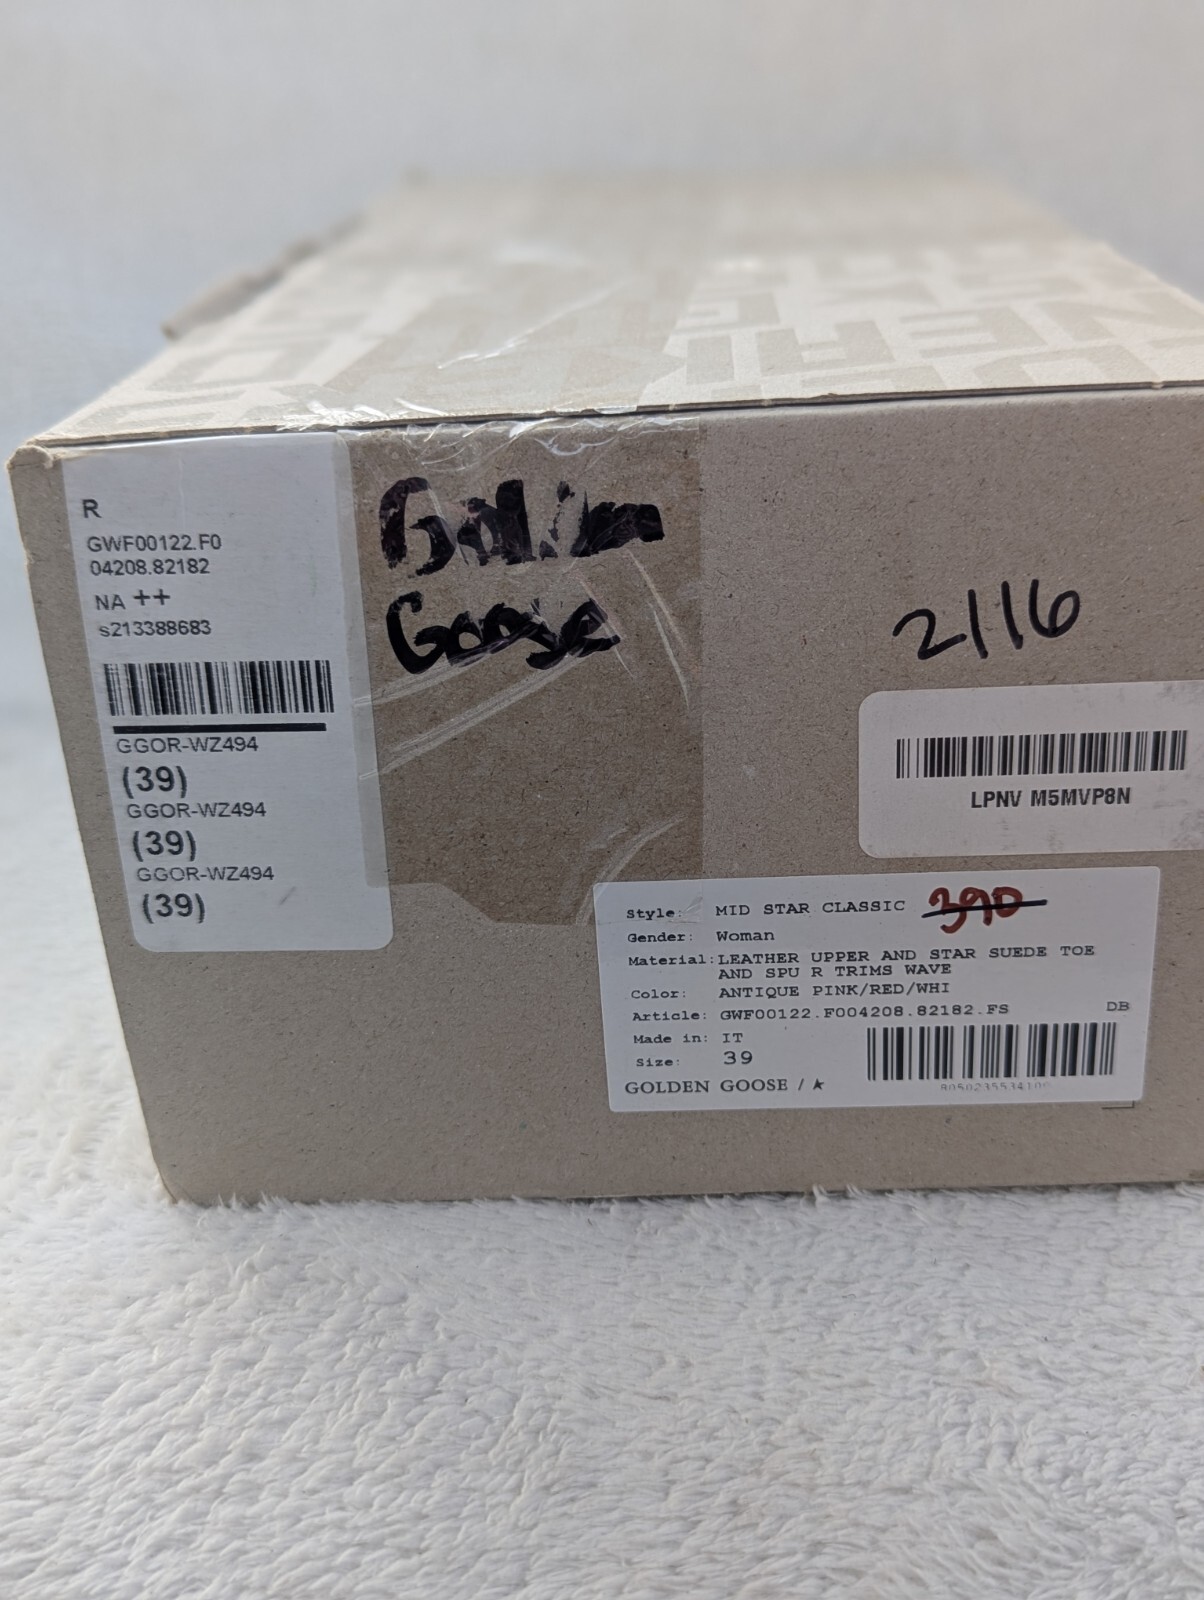 R
GWF00122.F0
04208.82182
NA ++
s213388683
GGOR-WZ494
(39)
GGOR-WZ494
(39)
GGOR-WZ494
(39)
Goose
2116
LPNV M5MVP8N
Style: MID STAR CLASSIC 390
Gender: Woman
Material: LEATHER UPPER AND STAR SUEDE TOE
AND SPU R TRIMS WAVE
Color: ANTIQUE PINK/RED/WHI
Article: GWF00122.F004208.82182.FS DB
Made in: IT
Size: 39
GOLDEN GOOSE / ★